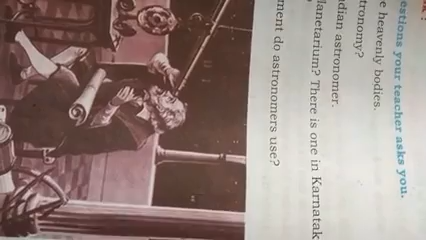 estions your teacher asks you.
e heavenly bodies.
tronomy?
dian astronomer.
lanetarium? There is one in Karnatak
ment do astronomers use?